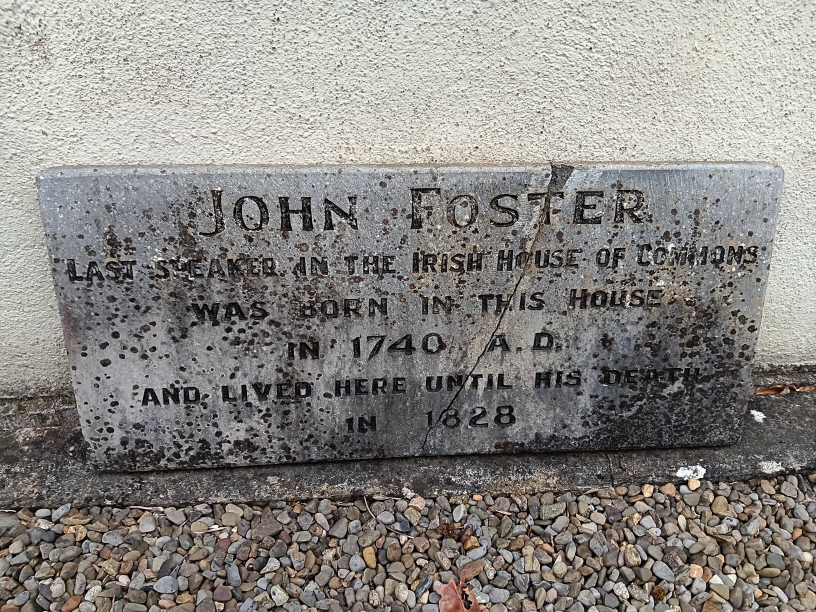 JOHN FOSTER
LAST SPEAKER IN THE IRISH HOUSE OF COMMONS
WAS BORN IN THIS HOUSE
IN 1740 A.D.
AND LIVED HERE UNTIL HIS DEATH
IN 1828